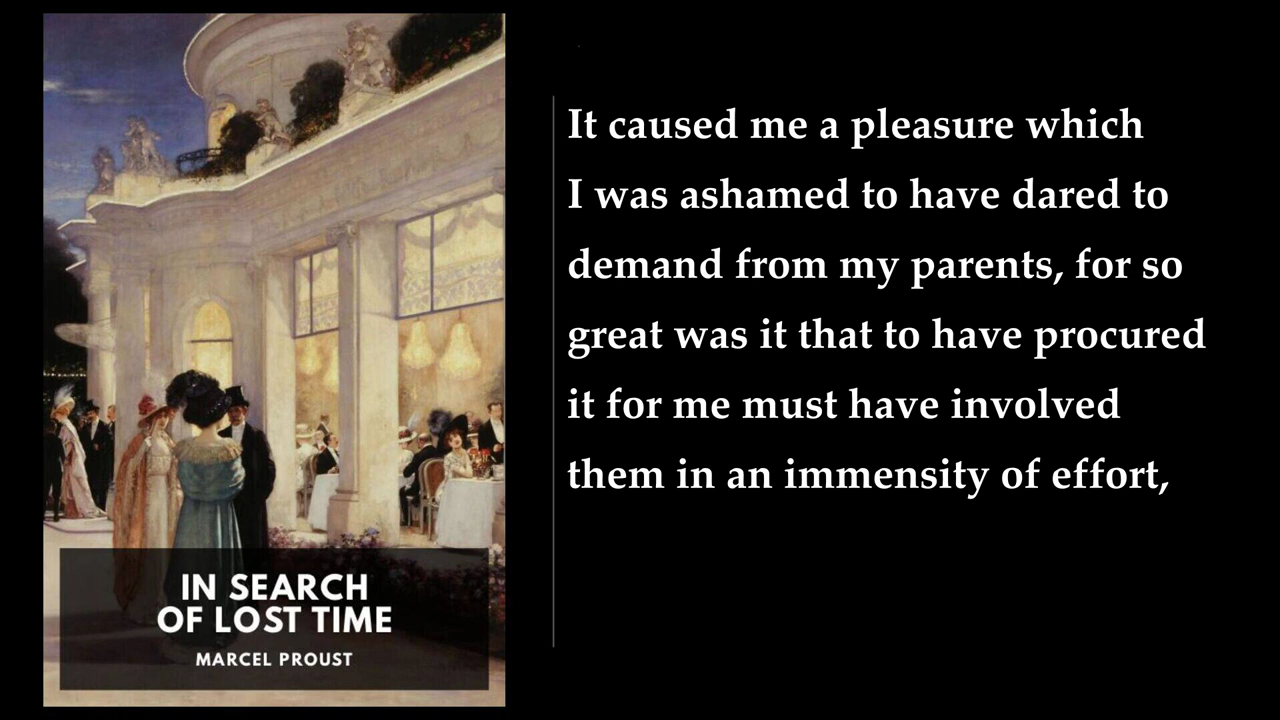 It caused me a pleasure which
I was ashamed to have dared to
demand from my parents, for so
great was it that to have procured
it for me must have involved
them in an immensity of effort,
IN SEARCH
OF LOST TIME
MARCEL PROUST